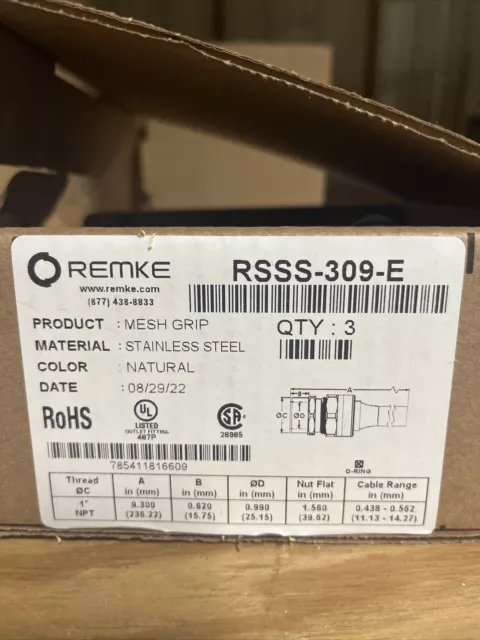 REMKE
www.remke.com
(877) 438-8833
RSSS-309-E
PRODUCT : MESH GRIP
QTY : 3
MATERIAL : STAINLESS STEEL
COLOR : NATURAL
DATE : 08/29/22
RoHS
UL
LISTED
OUTLET FITTING
467P
SA
28985
A
B
ØC
ØD
785411816609
O-RING
Thread ØC | A in (mm) | B in (mm) | ØD in (mm) | Nut Flat in (mm) | Cable Range in (mm)
1" NPT | 9.300 (236.22) | 0.620 (15.75) | 0.990 (25.15) | 1.560 (39.62) | 0.438 - 0.562 (11.13 - 14.27)